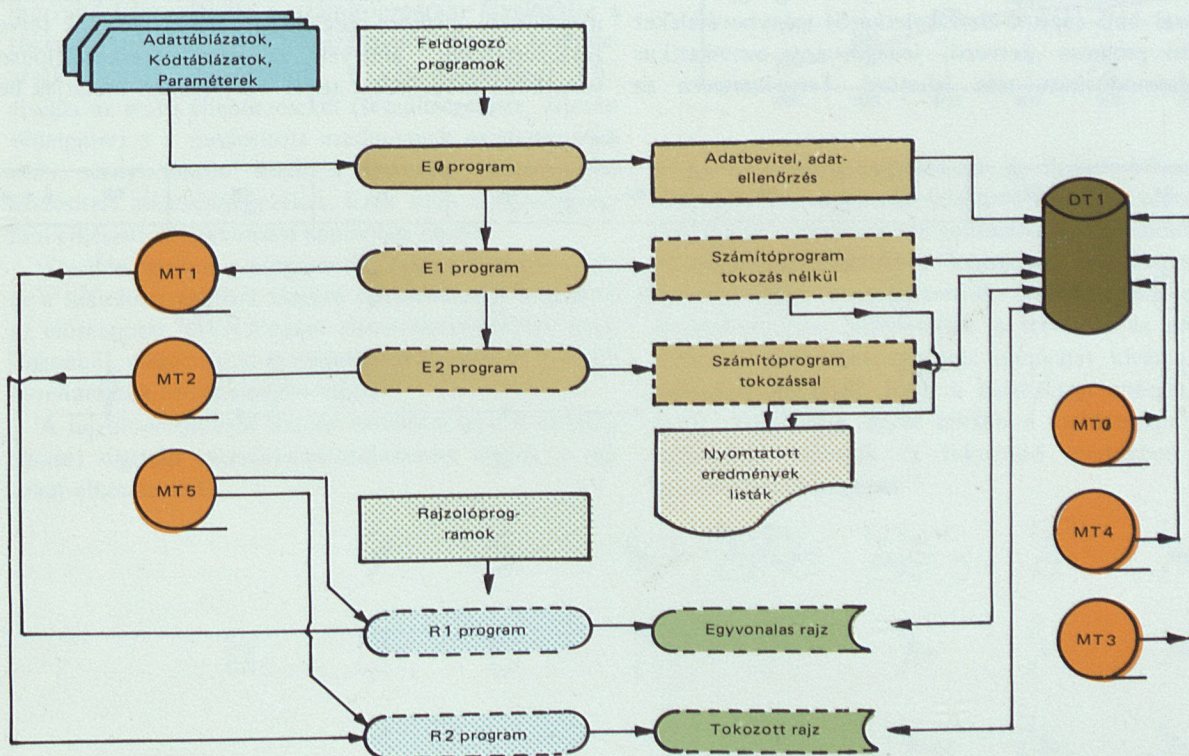 Adattáblázatok,
Kódtáblázatok,
Paraméterek
Feldolgozó
programok
E0 program
Adatbevitel, adat-
ellenőrzés
DT1
MT1
E1 program
Számítóprogram
tokozás nélkül
MT2
E2 program
Számítóprogram
tokozással
MT0
MT5
Nyomtatott
eredmények
listák
Rajzolóprog-
ramok
MT4
R1 program
Egyvonalas rajz
MT3
R2 program
Tokozott rajz